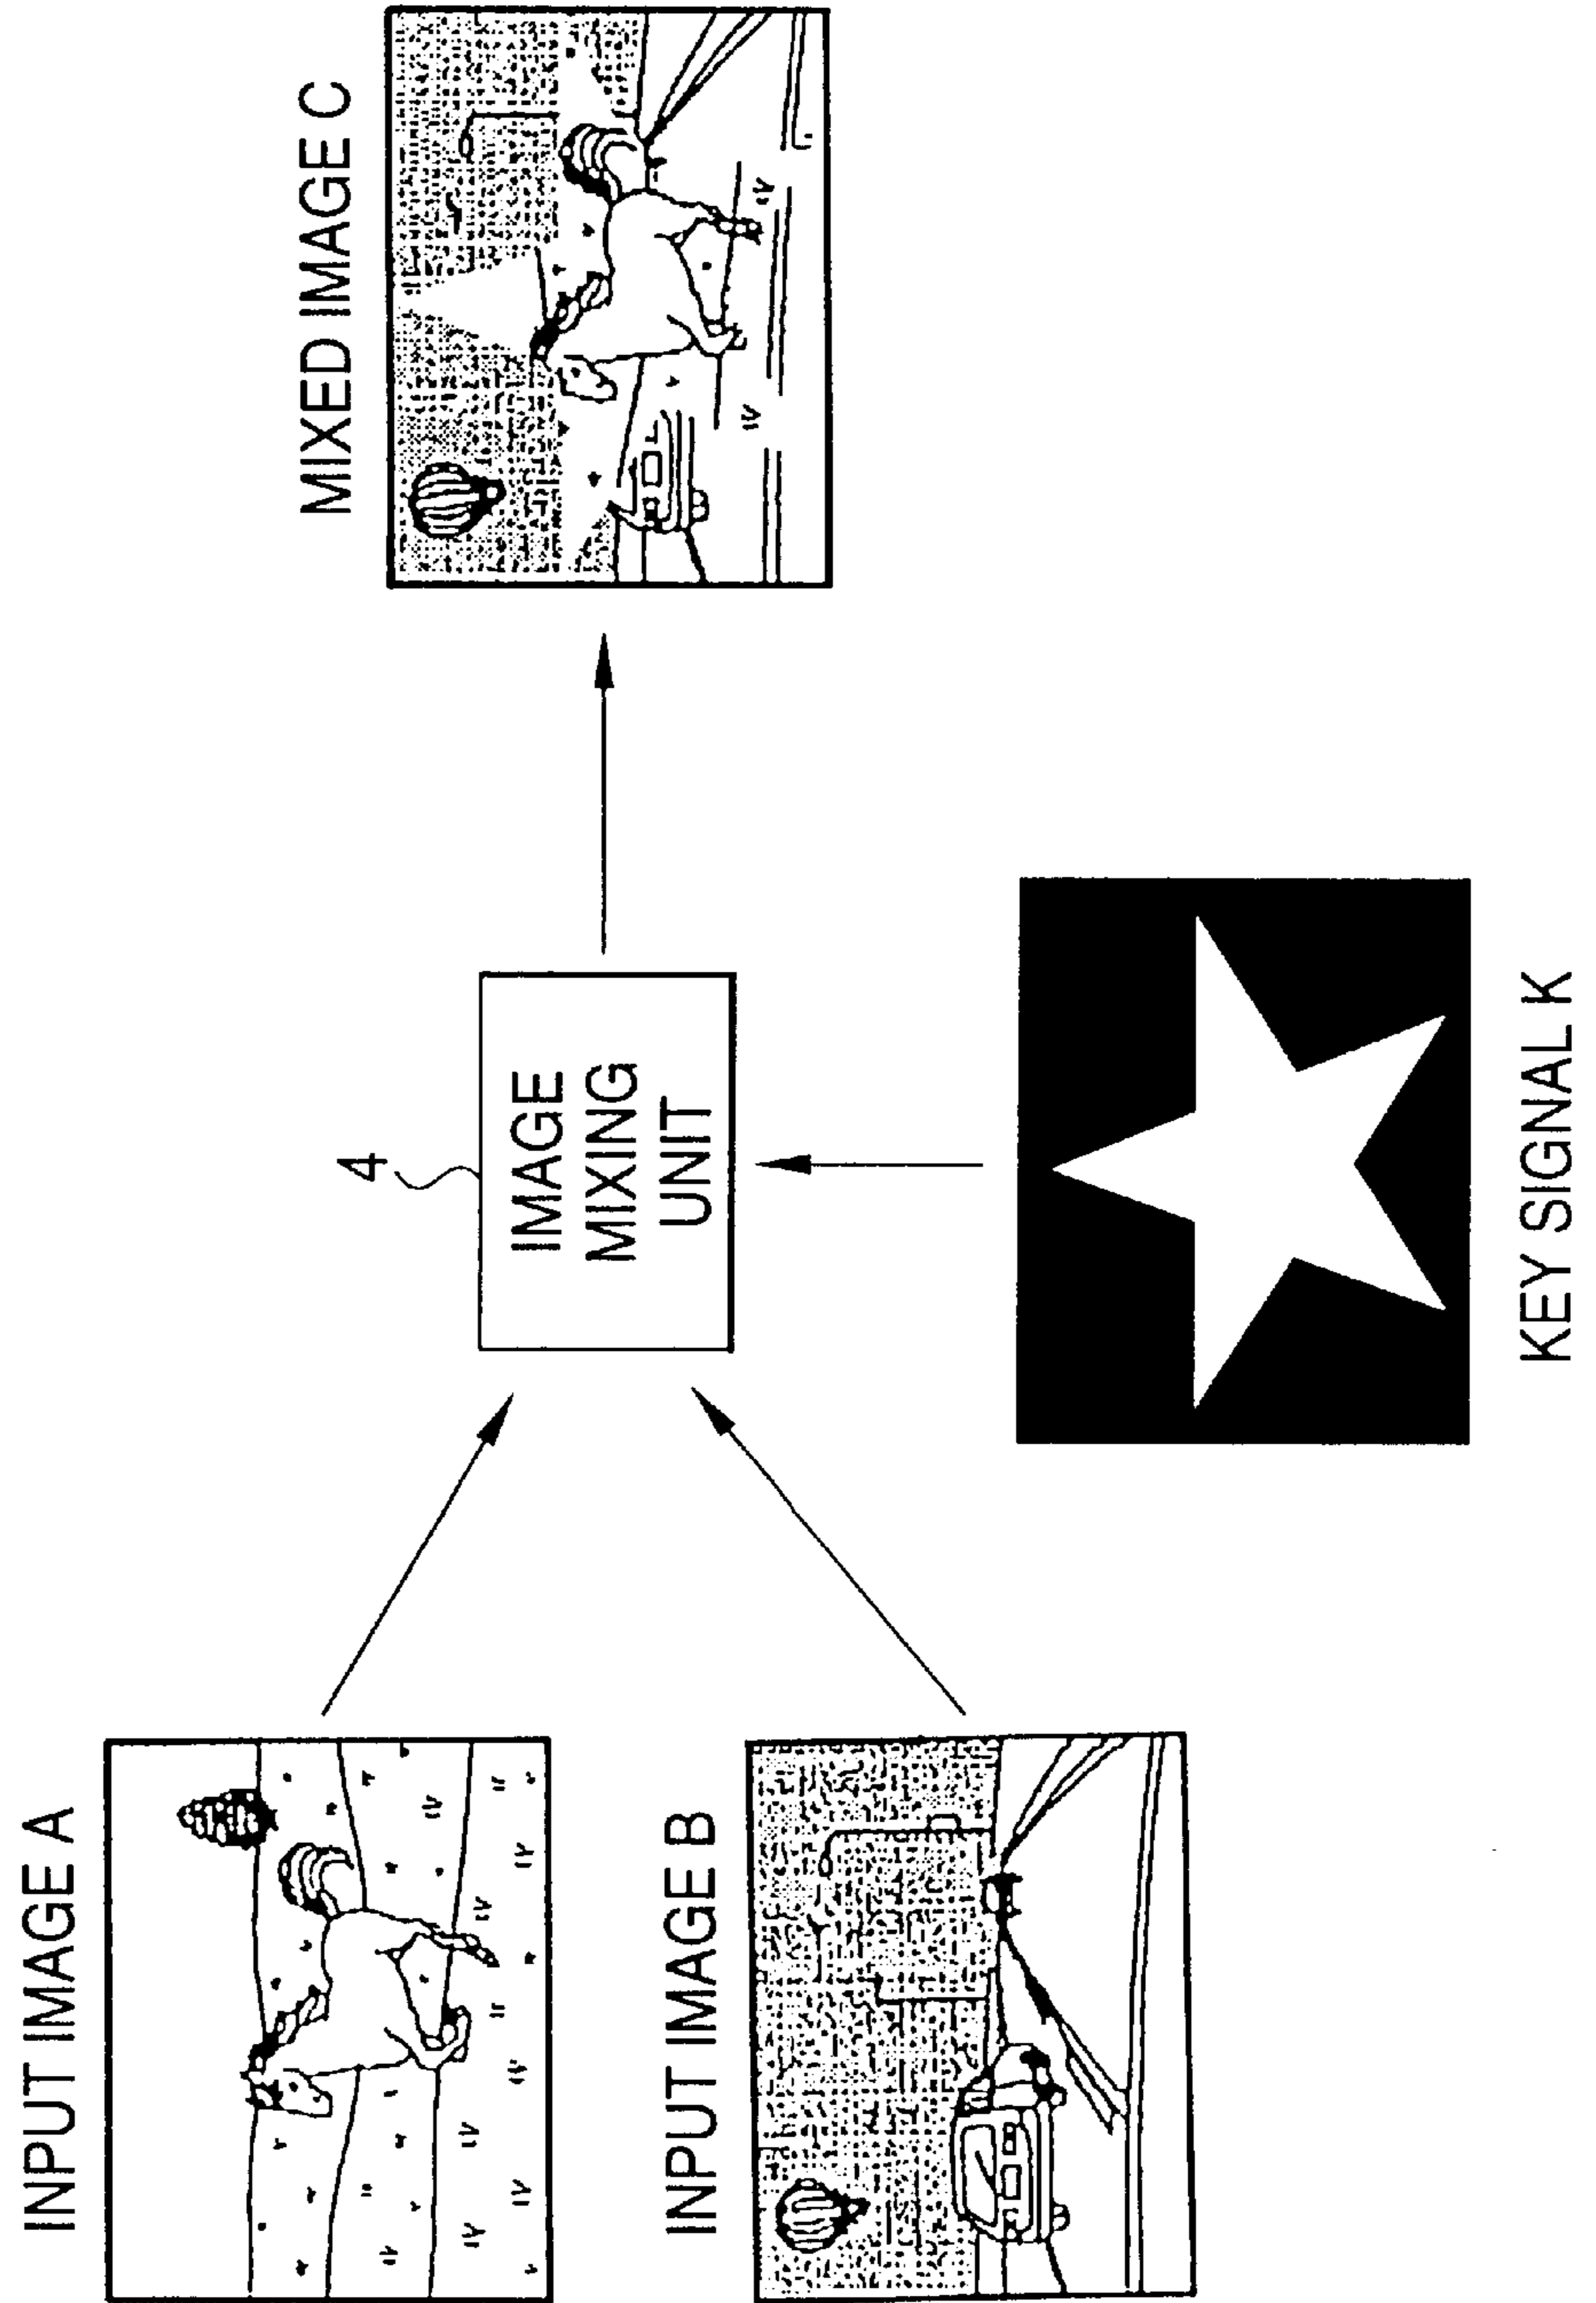 INPUT IMAGE A
INPUT IMAGE B
4
IMAGE
MIXING
UNIT
KEY SIGNAL K
MIXED IMAGE C